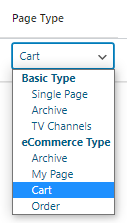 Page Type
Cart
Basic Type
Single Page
Archive
TV Channels
eCommerce Type
Archive
My Page
Cart
Order